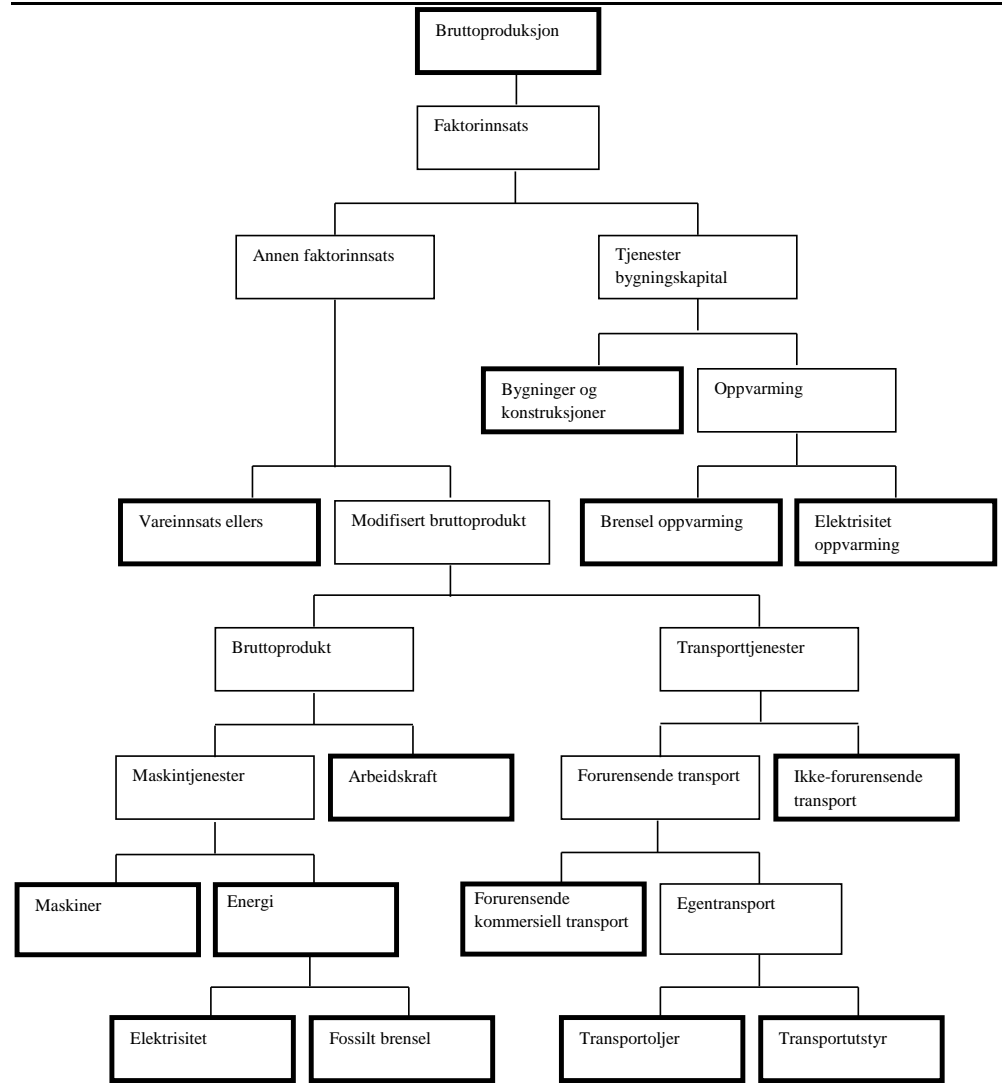 Bruttoproduksjon
Faktorinnsats
Annen faktorinnsats
Tjenester
bygningskapital
Bygninger og
konstruksjoner
Oppvarming
Vareinnsats ellers
Modifisert bruttoprodukt
Brensel oppvarming
Elektrisitet
oppvarming
Bruttoprodukt
Transporttjenester
Maskintjenester
Arbeidskraft
Forurensende transport
Ikke-forurensende
transport
Maskiner
Energi
Forurensende
kommersiell transport
Egentransport
Elektrisitet
Fossilt brensel
Transportoljer
Transportutstyr